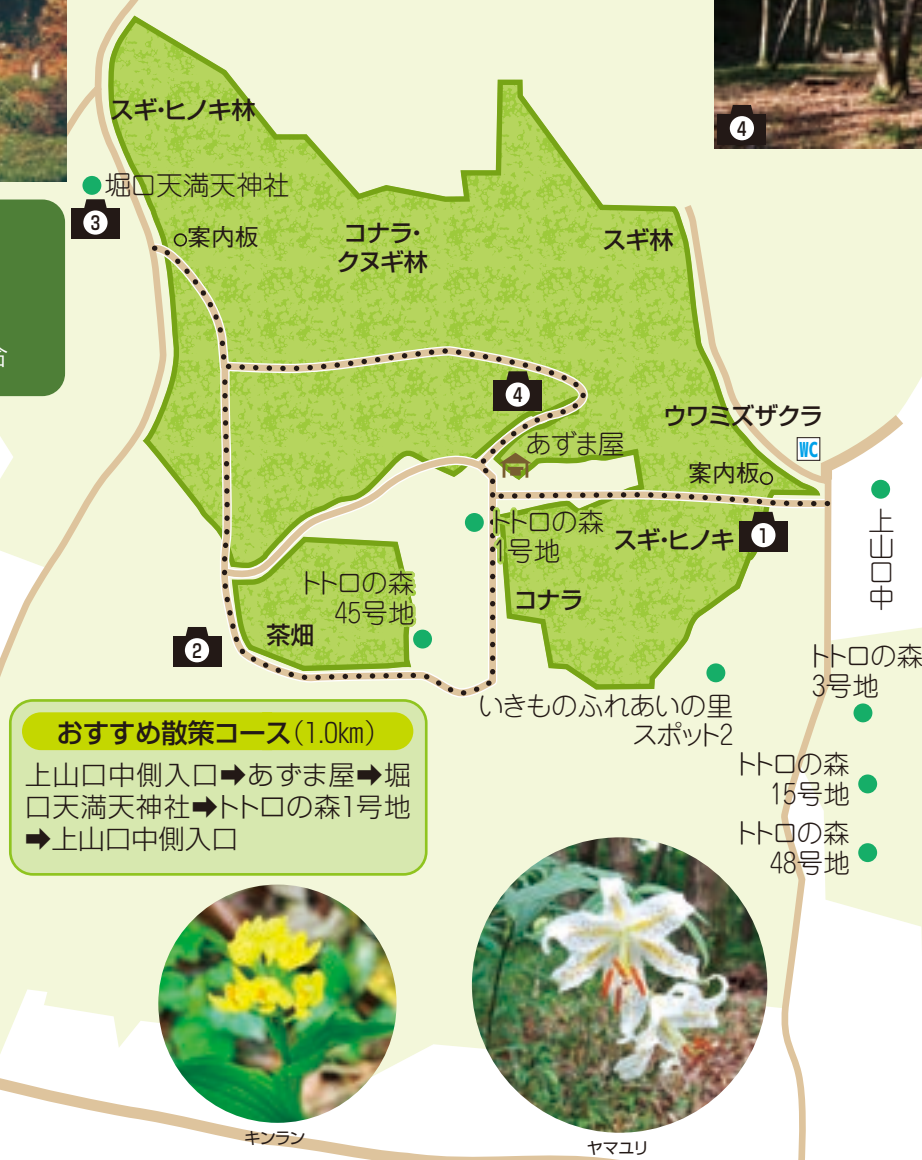 4
スギ・ヒノキ林
堀口天満天神社
3
案内板
コナラ・
クヌギ林
スギ林
合
4
ウワミズザクラ
WC
あずま屋
案内板
トトロの森
1号地
スギ・ヒノキ
1
上山口中
コナラ
トトロの森
45号地
茶畑
2
トトロの森
3号地
いきものふれあいの里
スポット2
トトロの森
15号地
トトロの森
48号地
おすすめ散策コース(1.0km)
上山口中側入口➡あずま屋➡堀
口天満天神社➡トトロの森1号地
➡上山口中側入口
キンラン
ヤマユリ